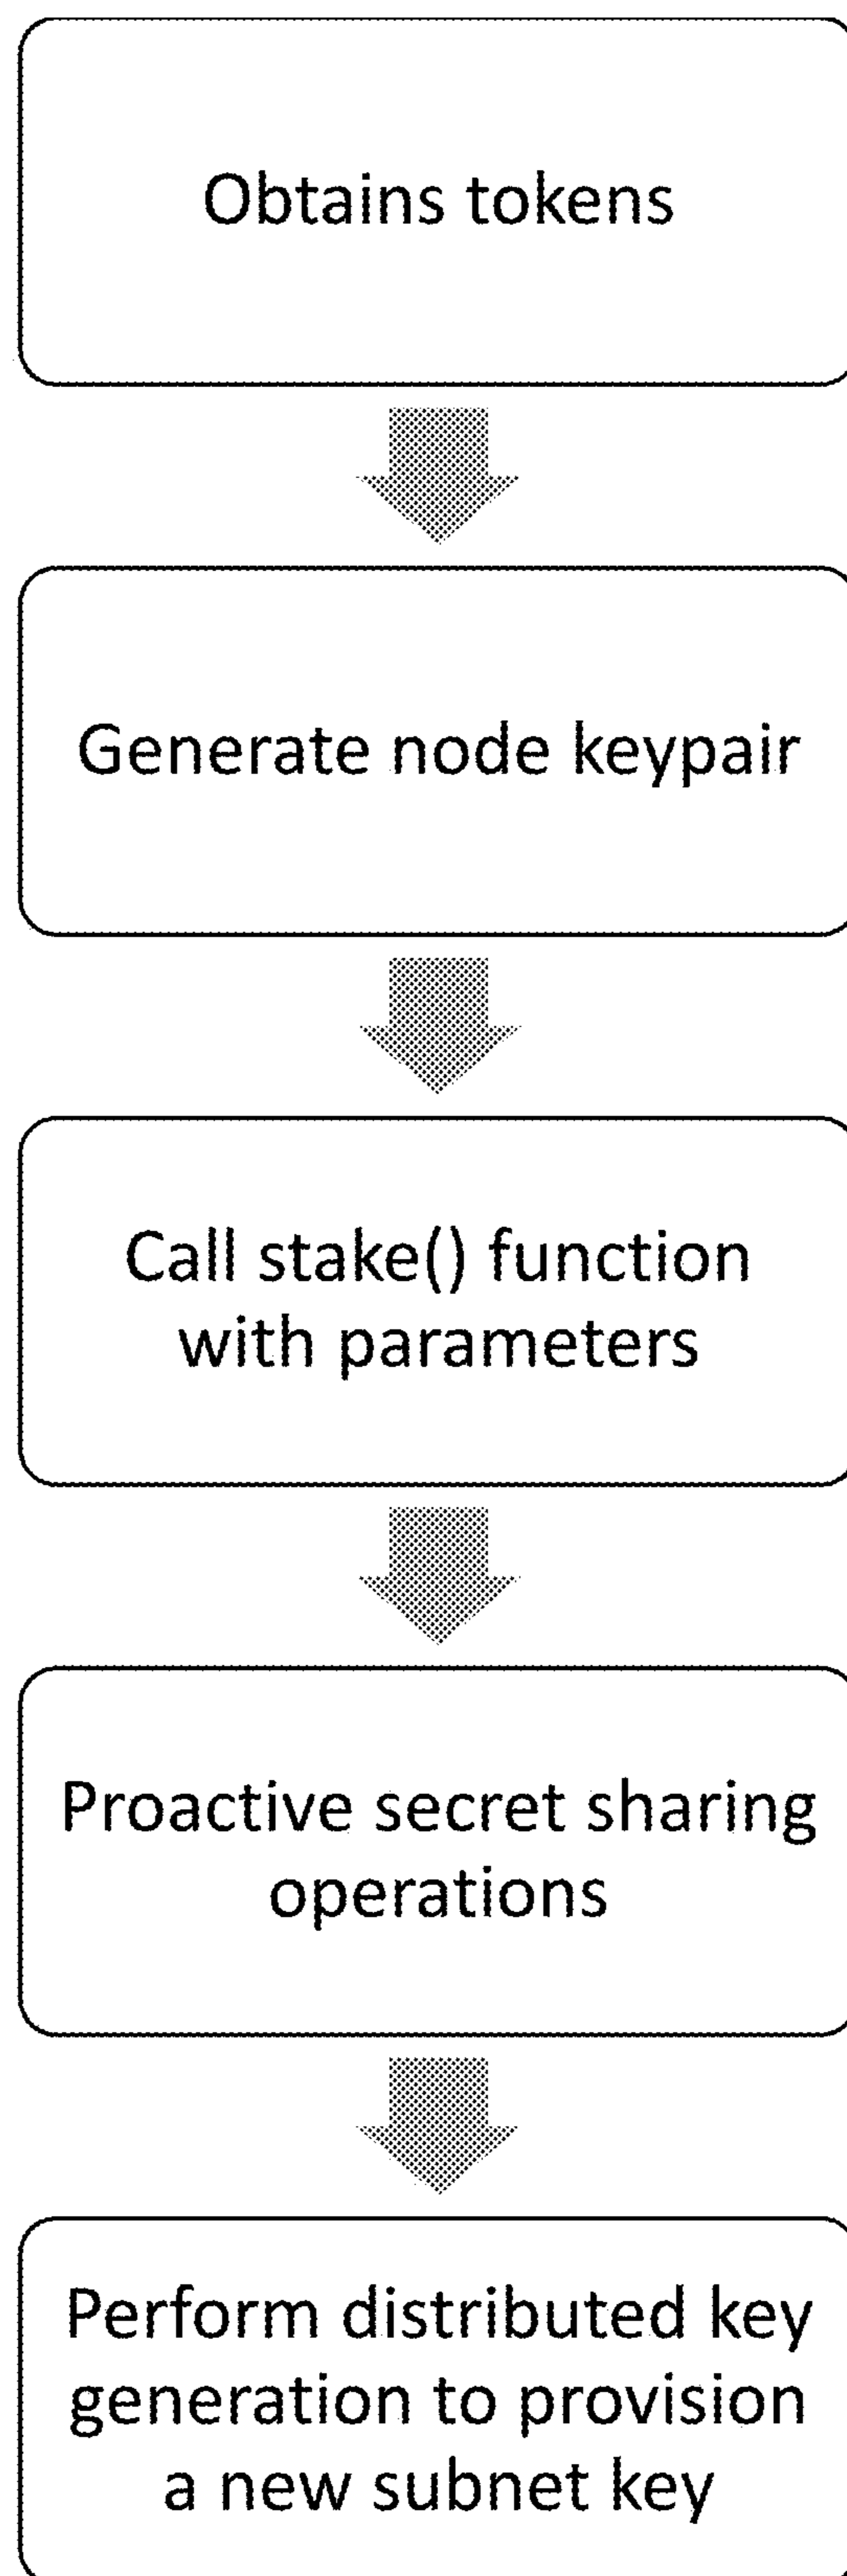 Obtains tokens
Generate node keypair
Call stake() function
with parameters
Proactive secret sharing
operations
Perform distributed key
generation to provision
a new subnet key